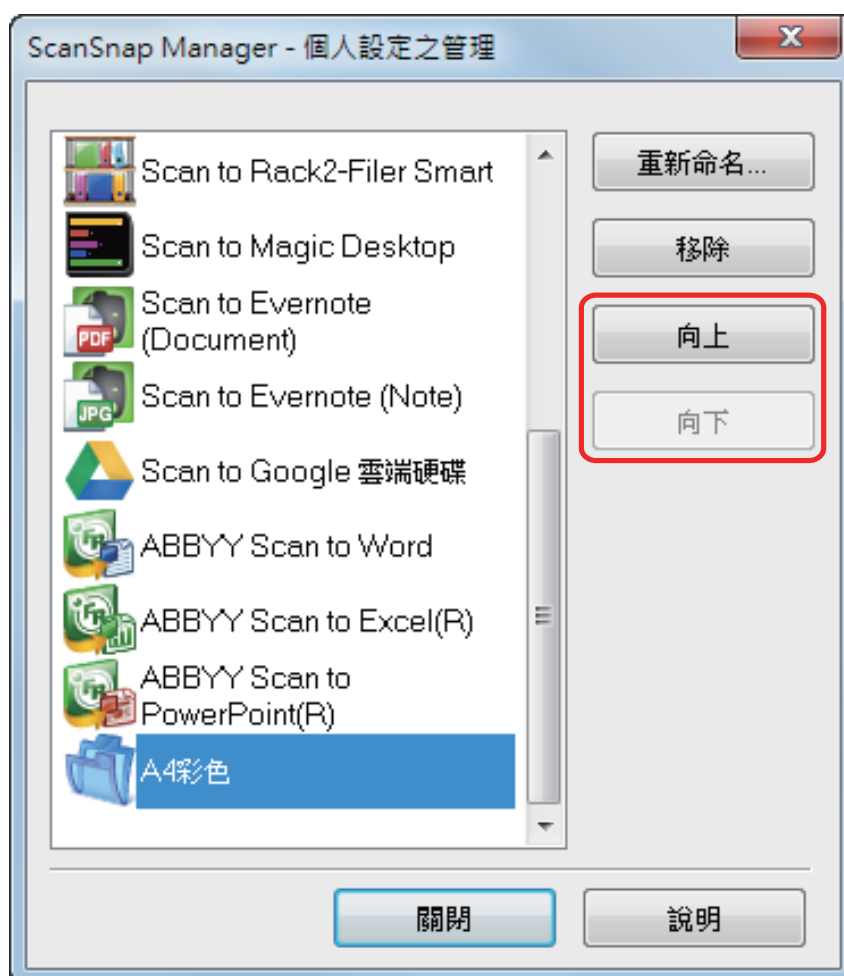 ScanSnap Manager - 個人設定之管理
Scan to Rack2-Filer Smart
Scan to Magic Desktop
Scan to Evernote
(Document)
PDF
Scan to Evernote (Note)
JPG
Scan to Google 雲端硬碟
ABBYY Scan to Word
ABBYY Scan to Excel(R)
ABBYY Scan to
PowerPoint(R)
A4彩色
重新命名...
移除
向上
向下
關閉
說明